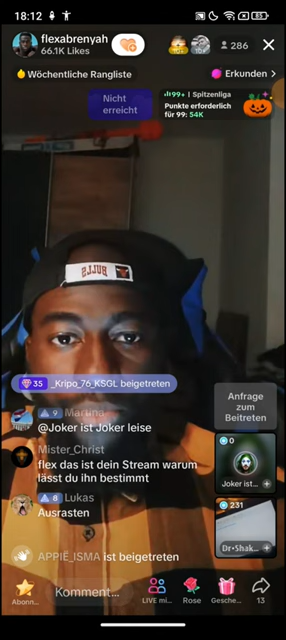 18:12
85
flexabrenyah
66.1K Likes
286
Wöchentliche Rangliste
Erkunden >
Nicht
erreicht
99+ | Spitzenliga
Punkte erforderlich
für 99: 54K
BULLS
35 _Kripo_76_KSGL beigetreten
9 Martins
@Joker ist Joker leise
Mister_Christ
flex das ist dein Stream warum
lässt du ihn bestimmt
8 Lukas
Ausrasten
APPIE_ISMA ist beigetreten
Anfrage
zum
Beitreten
0
Joker ist...
231
Dr•Shak...
Abonn...
Kommentar...
LIVE mi...
Rose
Gesche...
13